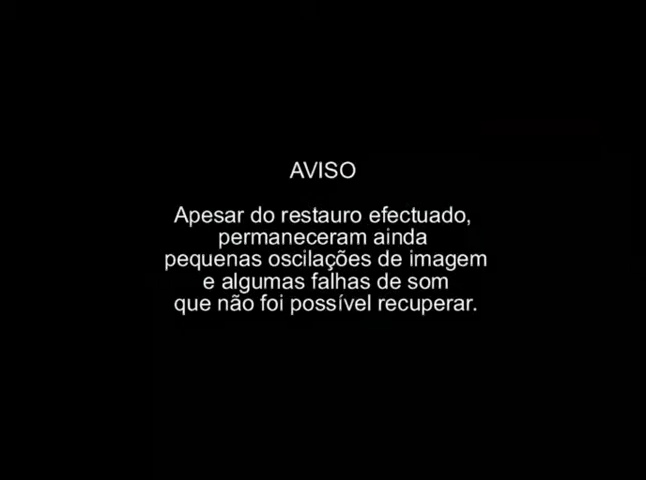 AVISO
Apesar do restauro efectuado,
permaneceram ainda
pequenas oscilações de imagem
e algumas falhas de som
que não foi possível recuperar.